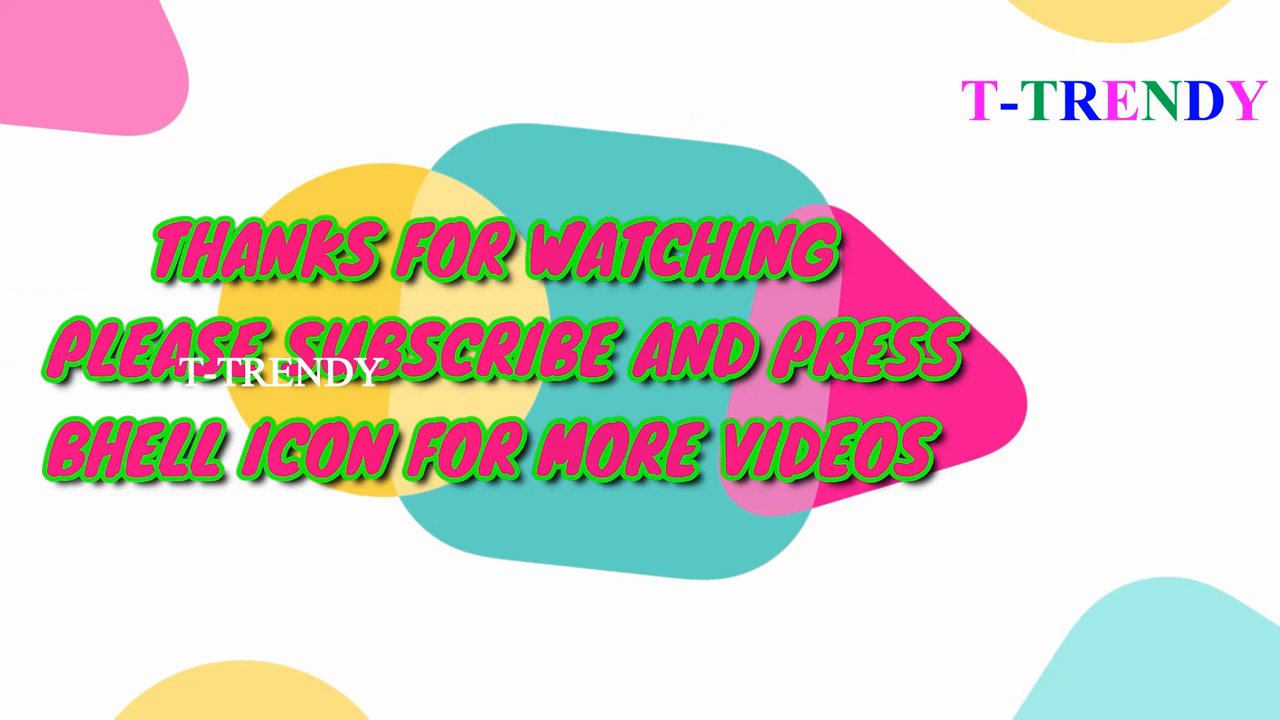 T-TRENDY
THANKS FOR WATCHING
PLEASE SUBSCRIBE AND PRESS
T-TRENDY
BHELL ICON FOR MORE VIDEOS